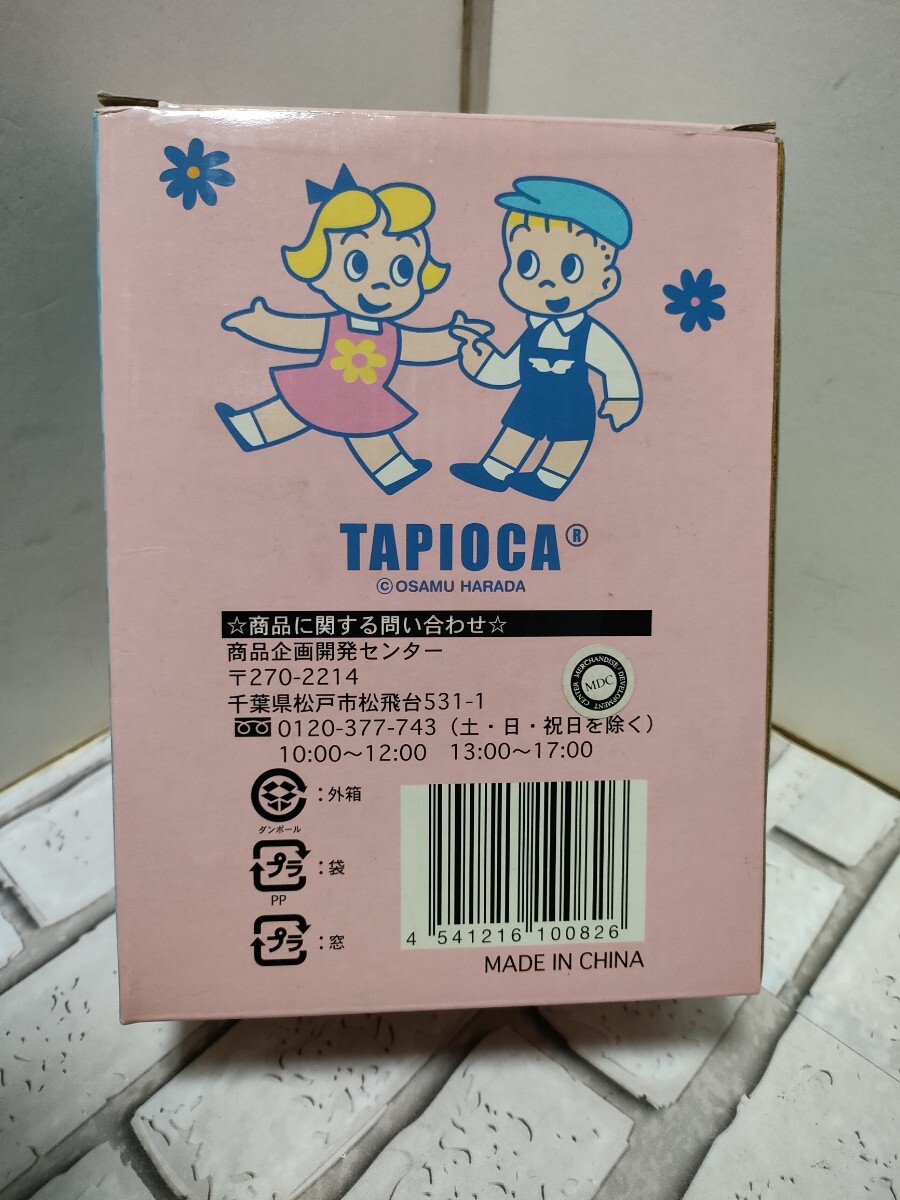 TAPIOCA®
©OSAMU HARADA
☆商品に関する問い合わせ☆
商品企画開発センター
〒270-2214
千葉県松戸市松飛台531-1
0120-377-743（土・日・祝日を除く）
10:00〜12:00　13:00〜17:00
MERCHANDISE / DEVELOPMENT CENTER
MDC
：外箱
ダンボール
プラ：袋
PP
プラ：窓
4 541216 100826
MADE IN CHINA